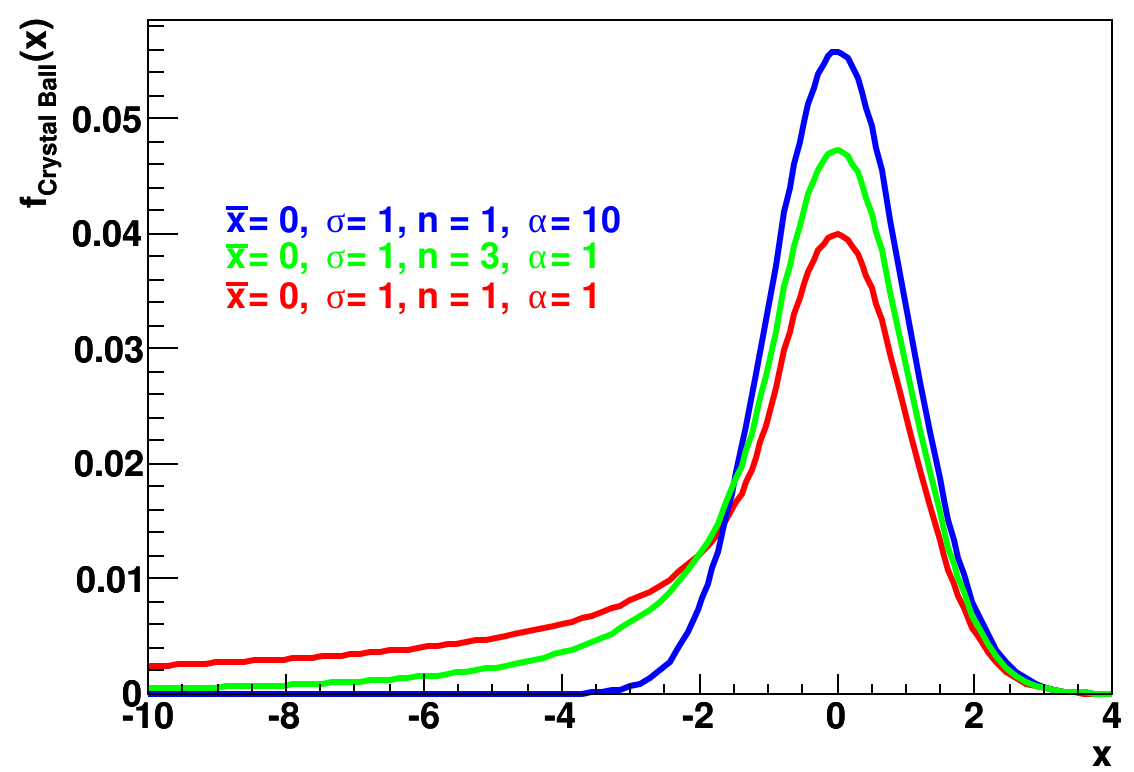 f_Crystal Ball(x)
0.05
x̅= 0, σ= 1, n = 1, α= 10
0.04
x̅= 0, σ= 1, n = 3, α= 1
x̅= 0, σ= 1, n = 1, α= 1
0.03
0.02
0.01
0
-10 -8 -6 -4 -2 0 2 4
x